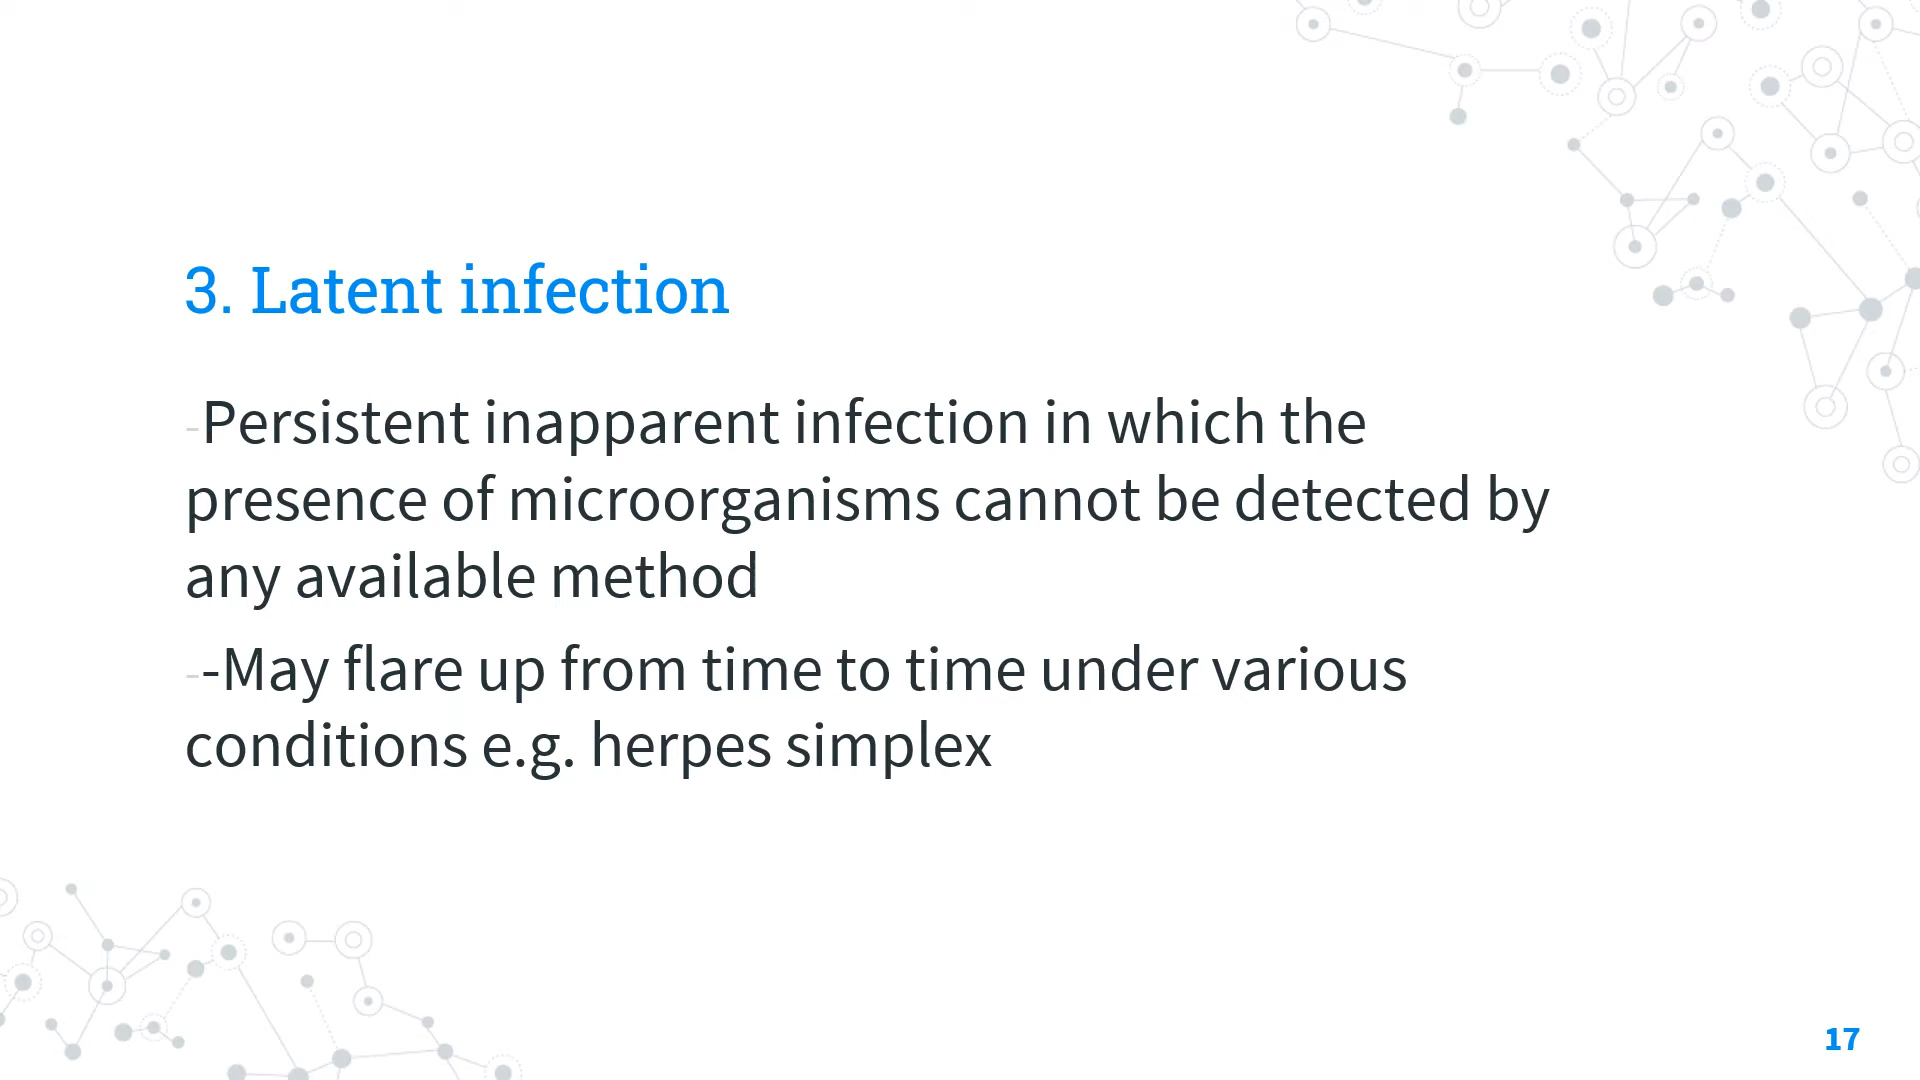 3. Latent infection
-Persistent inapparent infection in which the
presence of microorganisms cannot be detected by
any available method
--May flare up from time to time under various
conditions e.g. herpes simplex
17